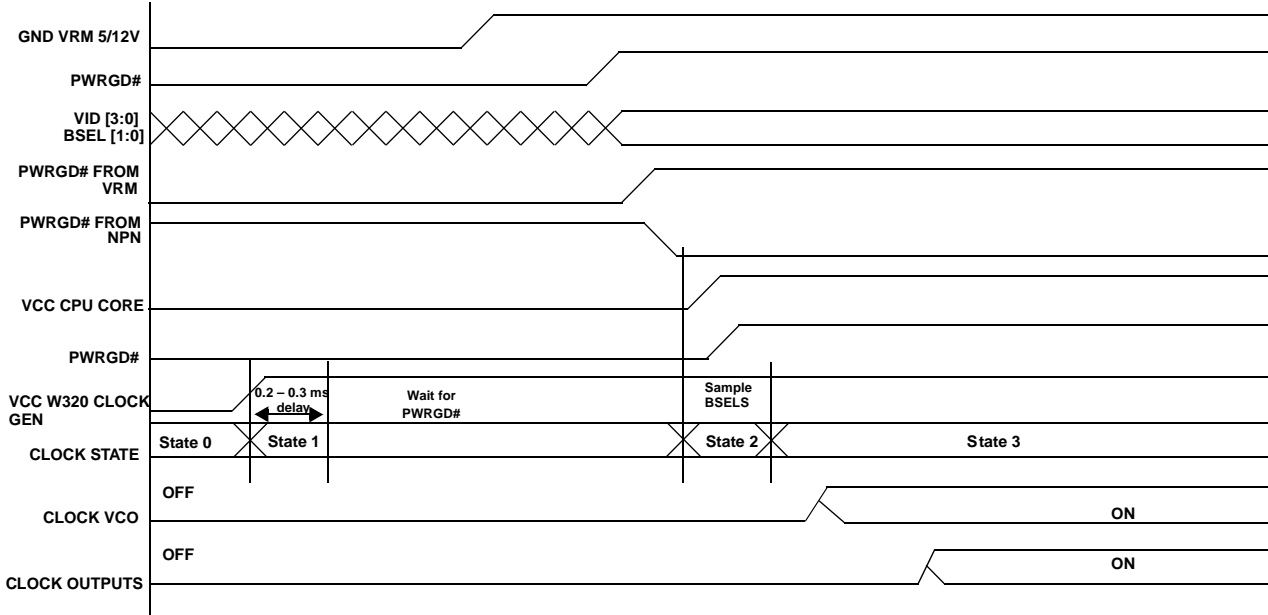 GND VRM 5/12V
PWRGD#
VID [3:0]
BSEL [1:0]
PWRGD# FROM
VRM
PWRGD# FROM
NPN
VCC CPU CORE
PWRGD#
VCC W320 CLOCK
GEN
0.2 – 0.3 ms
delay
Wait for
PWRGD#
Sample
BSELS
CLOCK STATE
State 0
State 1
State 2
State 3
CLOCK VCO
OFF
ON
CLOCK OUTPUTS
OFF
ON